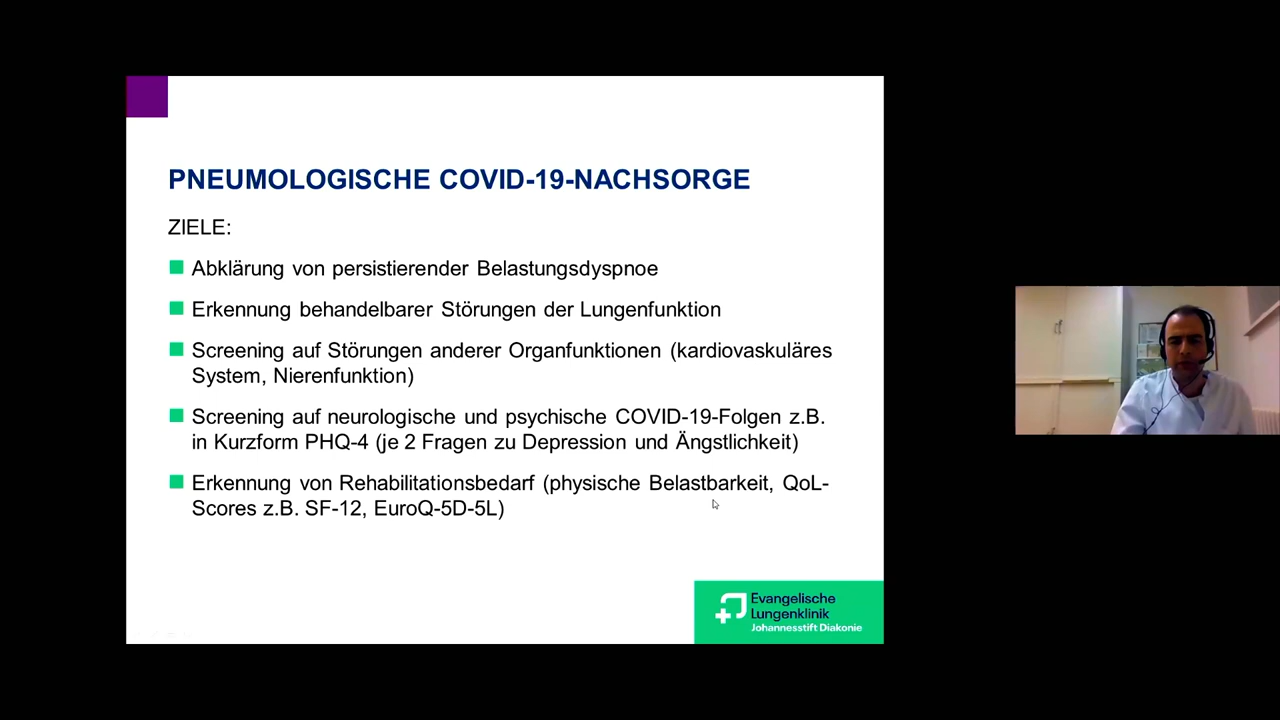 PNEUMOLOGISCHE COVID-19-NACHSORGE
ZIELE:
Abklärung von persistierender Belastungsdyspnoe
Erkennung behandelbarer Störungen der Lungenfunktion
Screening auf Störungen anderer Organfunktionen (kardiovaskuläres
System, Nierenfunktion)
Screening auf neurologische und psychische COVID-19-Folgen z.B.
in Kurzform PHQ-4 (je 2 Fragen zu Depression und Ängstlichkeit)
Erkennung von Rehabilitationsbedarf (physische Belastbarkeit, QoL-
Scores z.B. SF-12, EuroQ-5D-5L)
Evangelische
Lungenklinik
Johannesstift Diakonie